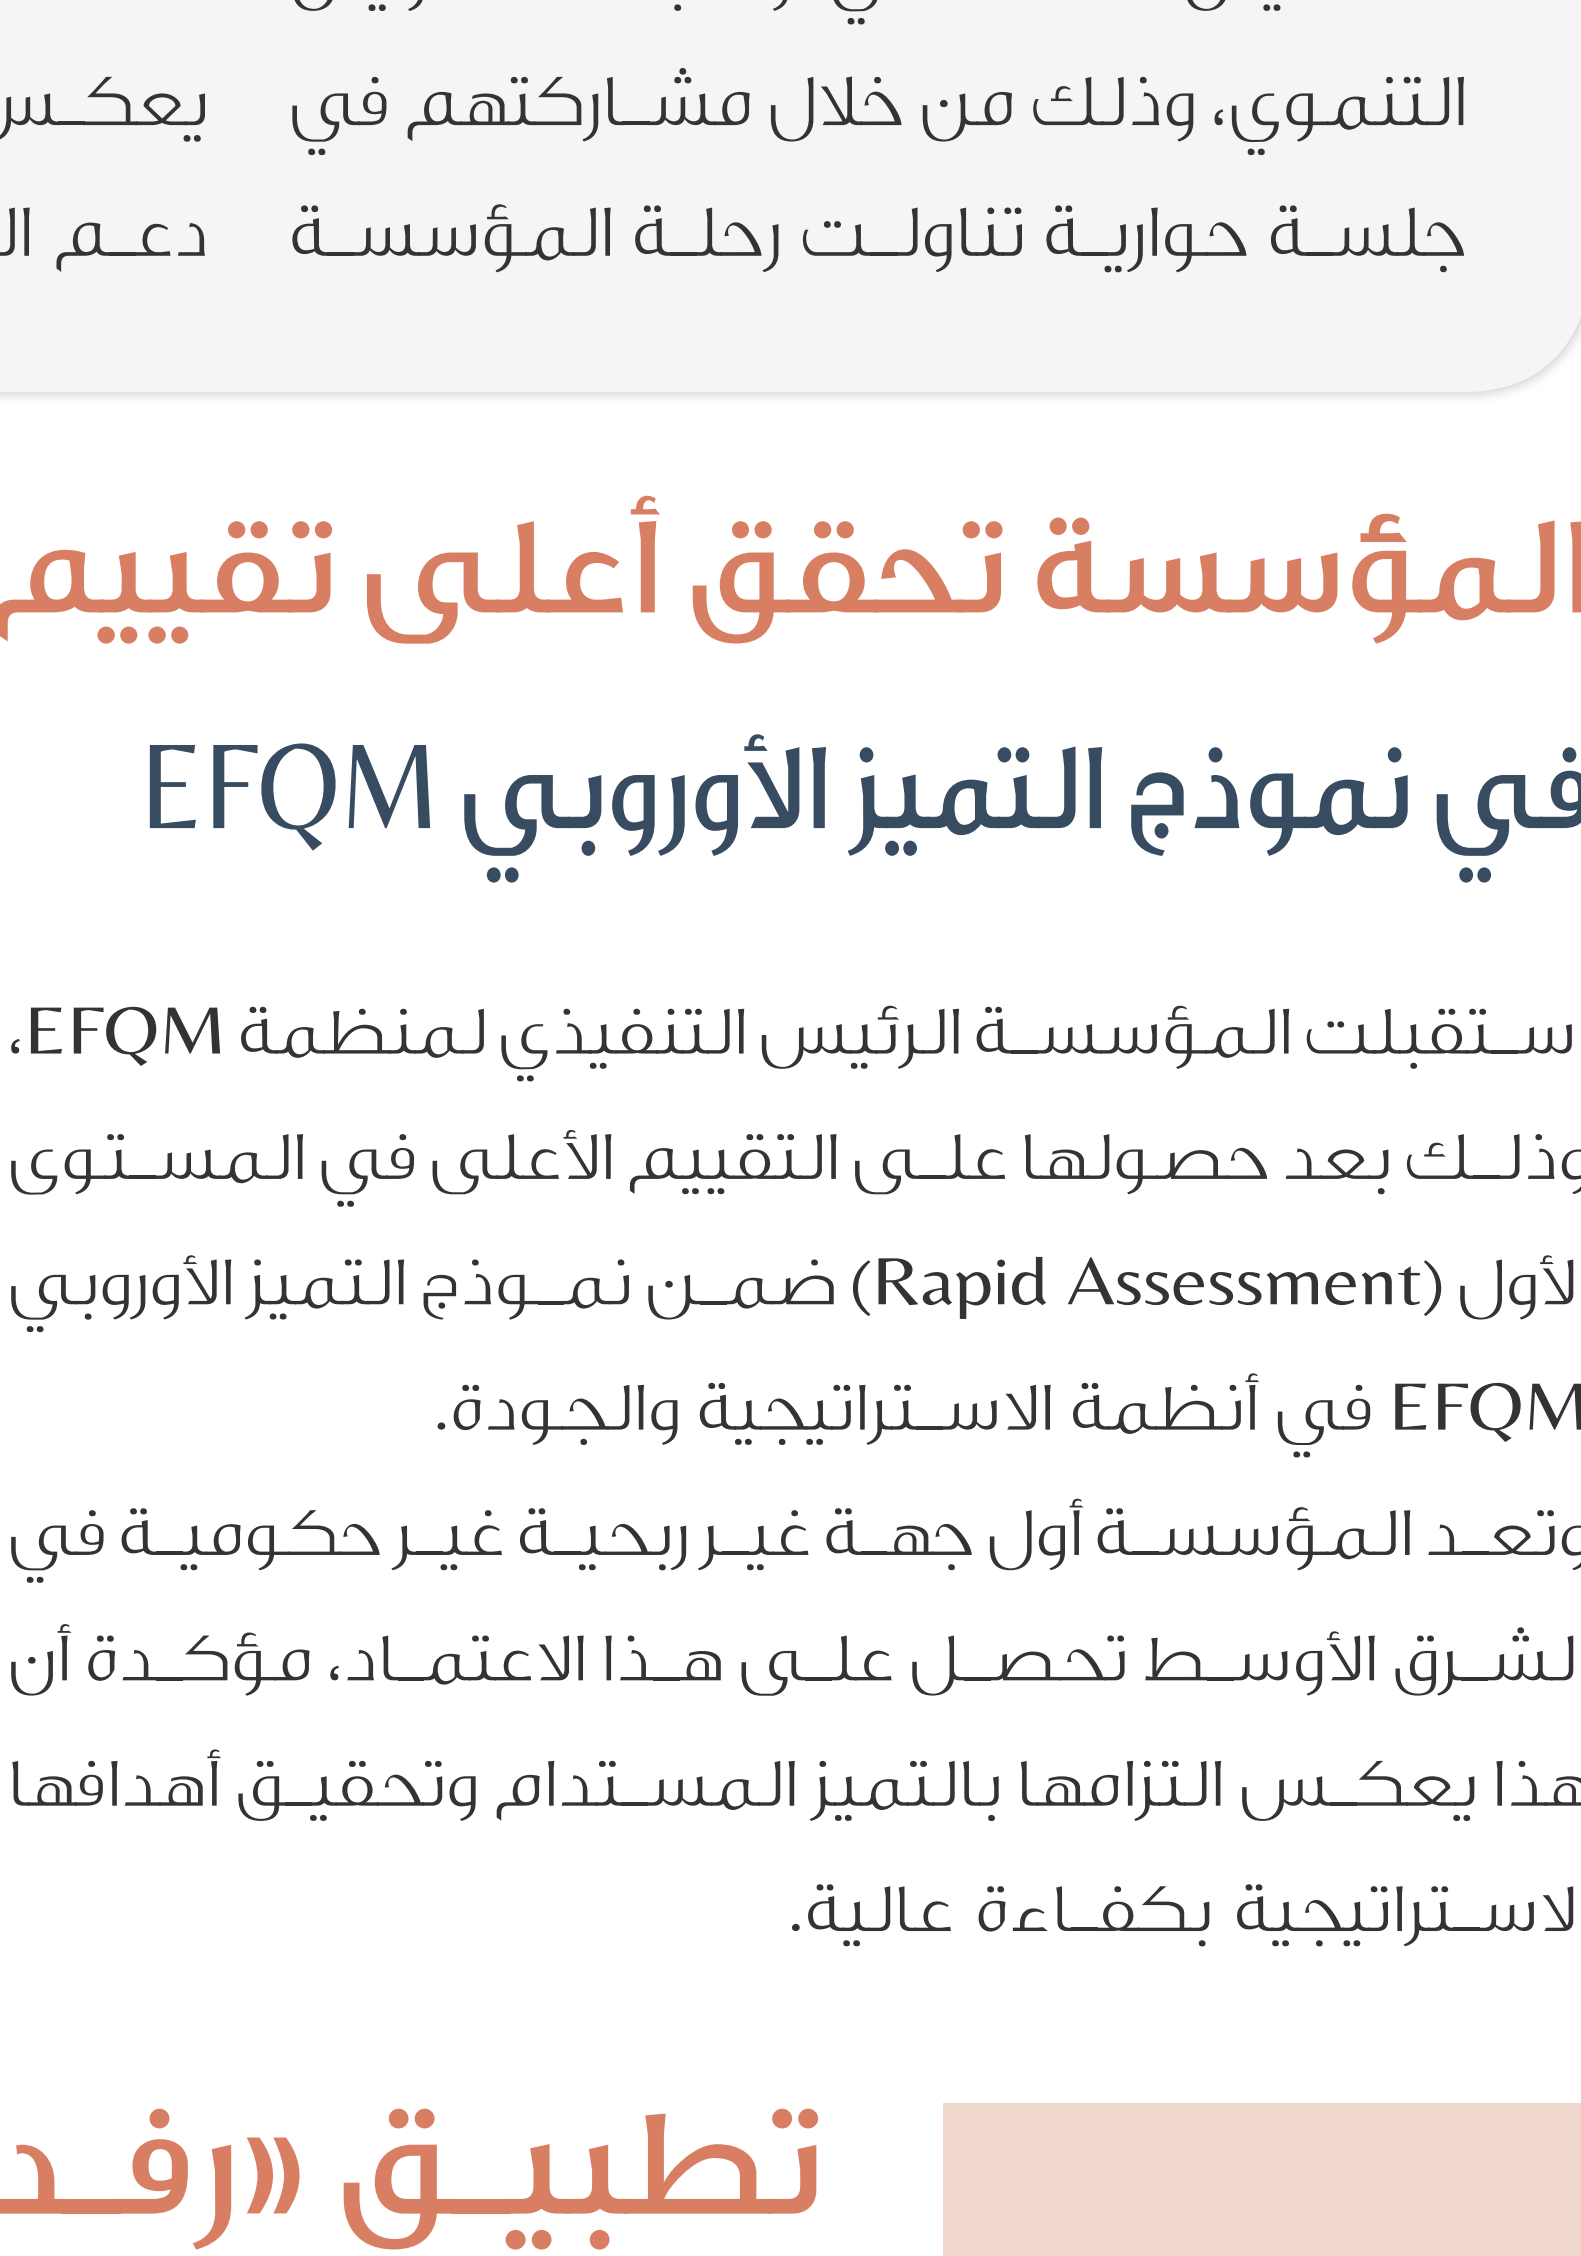 التنموي، وذلك من خلال مشاركتهم في
جلسة حوارية تناولت رحلة المؤسسة
يعكس
دعم
المؤسسة تحقق أعلى تقييم
في نموذج التميز الأوروبي EFQM
ستقبلت المؤسسة الرئيس التنفيذي لمنظمة EFQM،
وذلك بعد حصولها على التقييم الأعلى في المستوى
لأول (Rapid Assessment) ضمن نموذج التميز الأوروبي
EFQM في أنظمة الاستراتيجية والجودة.
وتعد المؤسسة أول جهة غير ربحية غير حكومية في
لشرق الأوسط تحصل على هذا الاعتماد، مؤكدة أن
هذا يعكس التزامها بالتميز المستدام وتحقيق أهدافها
لاستراتيجية بكفاءة عالية.
تطبيق «رفد